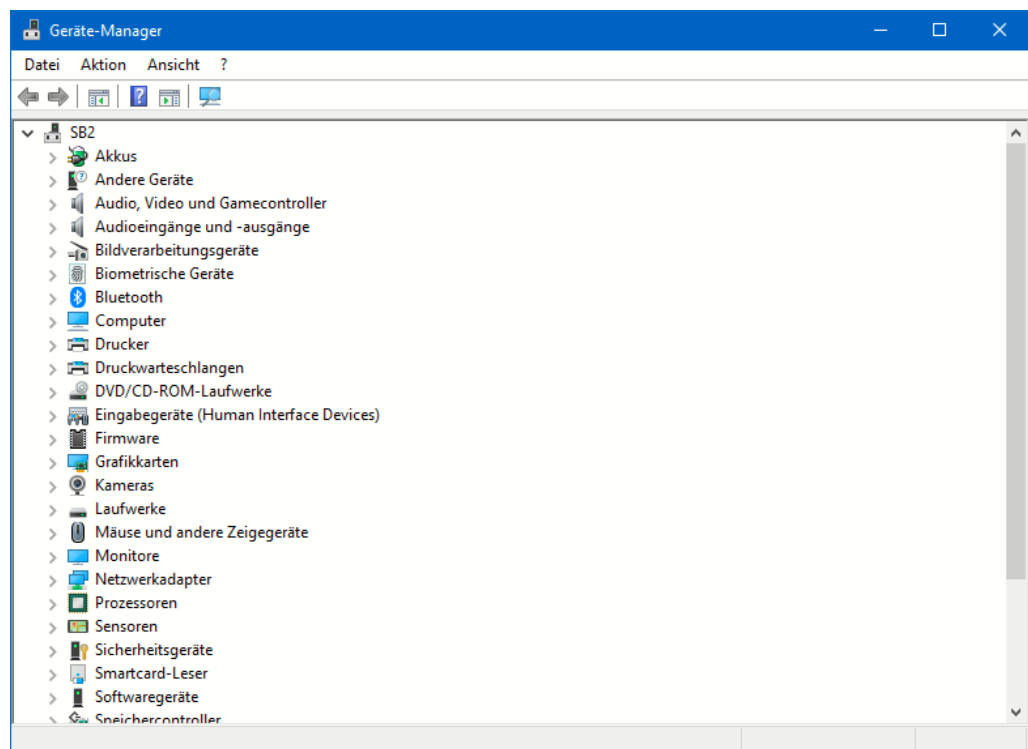 Geräte-Manager
Datei Aktion Ansicht ?
SB2
Akkus
Andere Geräte
Audio, Video und Gamecontroller
Audioeingänge und -ausgänge
Bildverarbeitungsgeräte
Biometrische Geräte
Bluetooth
Computer
Drucker
Druckwarteschlangen
DVD/CD-ROM-Laufwerke
Eingabegeräte (Human Interface Devices)
Firmware
Grafikkarten
Kameras
Laufwerke
Mäuse und andere Zeigegeräte
Monitore
Netzwerkadapter
Prozessoren
Sensoren
Sicherheitsgeräte
Smartcard-Leser
Softwaregeräte
Speichercontroller